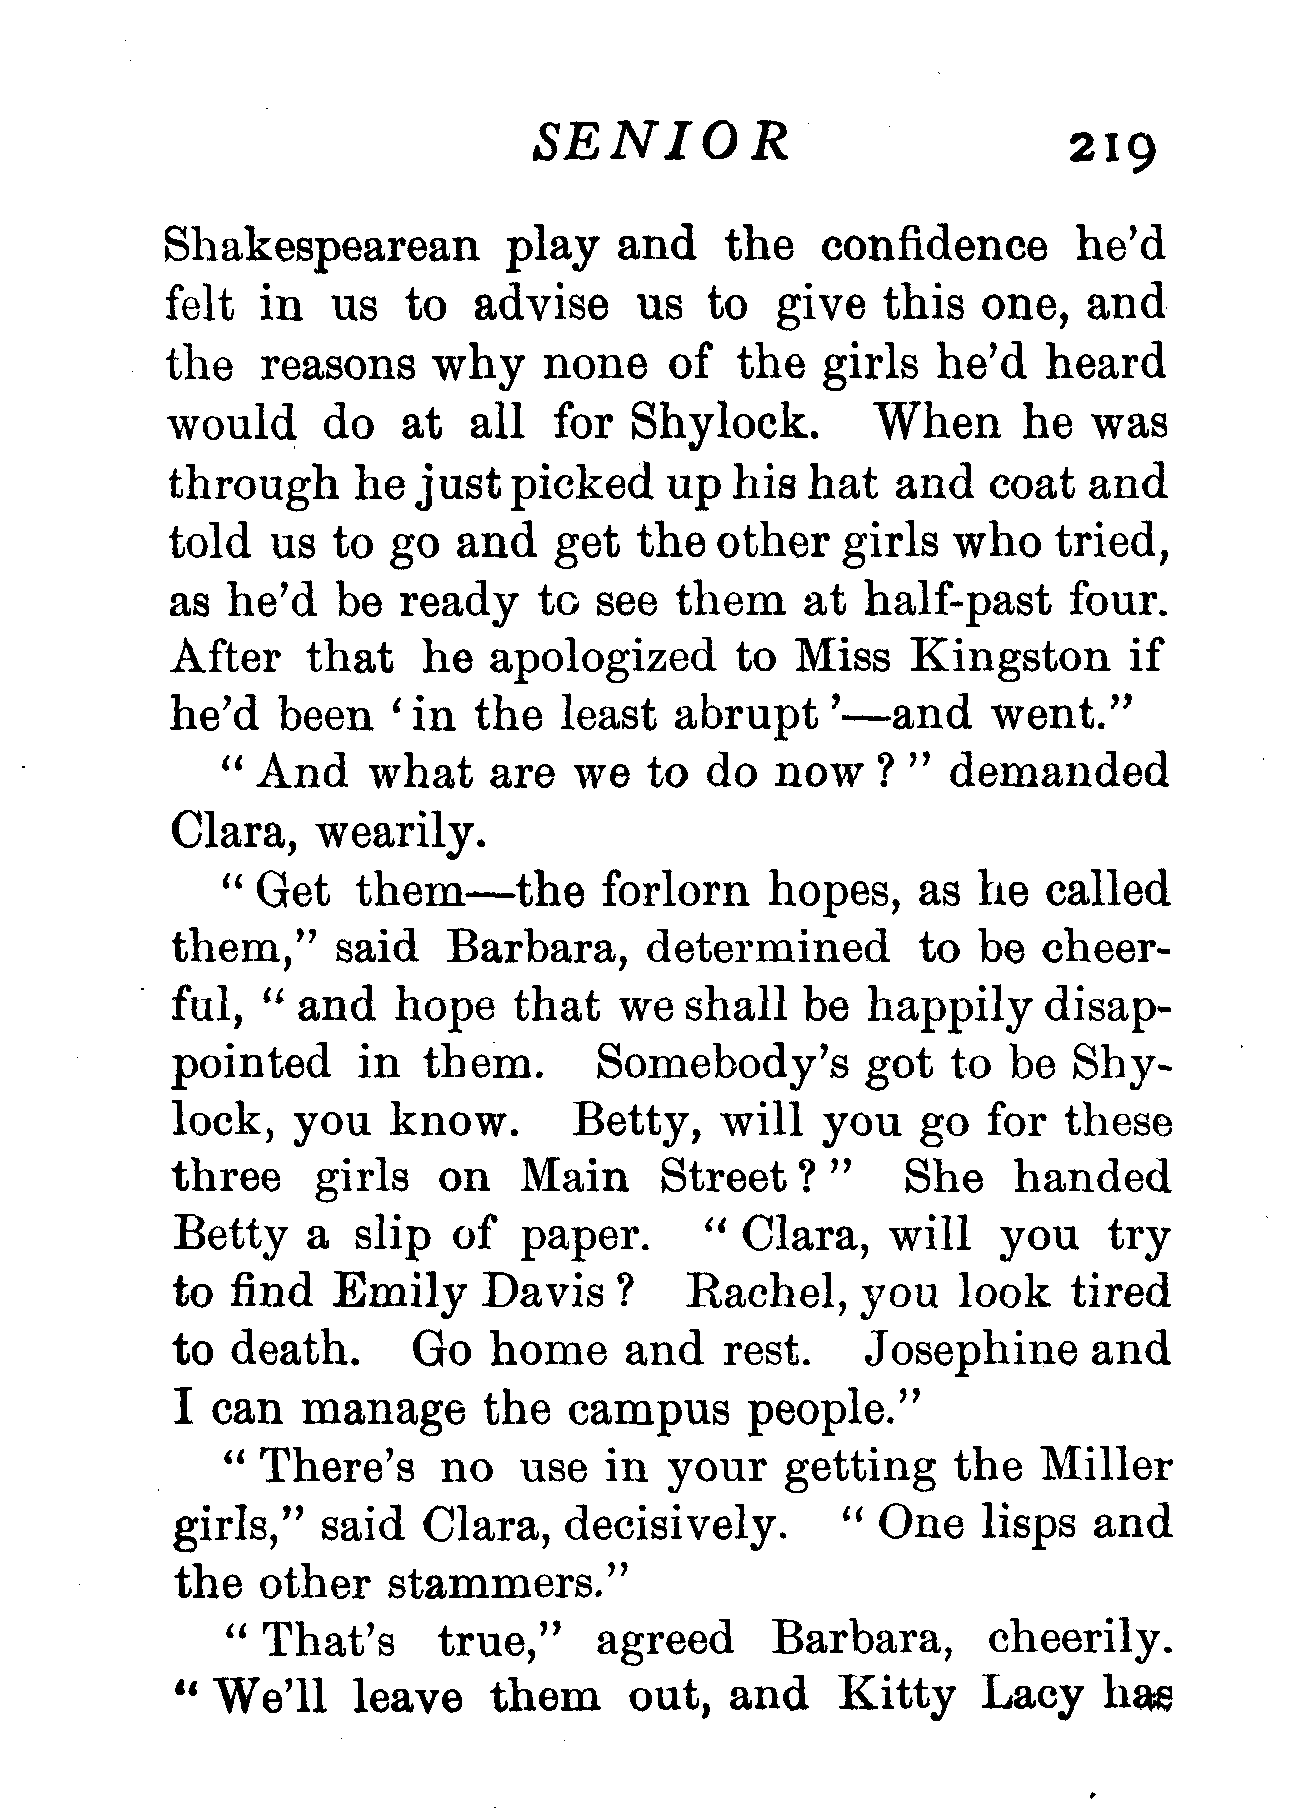 SENIOR 219
Shakespearean play and the confidence he'd
felt in us to advise us to give this one, and
the reasons why none of the girls he'd heard
would do at all for Shylock. When he was
through he just picked up his hat and coat and
told us to go and get the other girls who tried,
as he'd be ready to see them at half-past four.
After that he apologized to Miss Kingston if
he'd been ‘in the least abrupt’—and went.”
“And what are we to do now?” demanded
Clara, wearily.
“Get them—the forlorn hopes, as he called
them,” said Barbara, determined to be cheer-
ful, “and hope that we shall be happily disap-
pointed in them. Somebody's got to be Shy-
lock, you know. Betty, will you go for these
three girls on Main Street?” She handed
Betty a slip of paper. “Clara, will you try
to find Emily Davis? Rachel, you look tired
to death. Go home and rest. Josephine and
I can manage the campus people.”
“There's no use in your getting the Miller
girls,” said Clara, decisively. “One lisps and
the other stammers.”
“That's true,” agreed Barbara, cheerily.
“We'll leave them out, and Kitty Lacy has